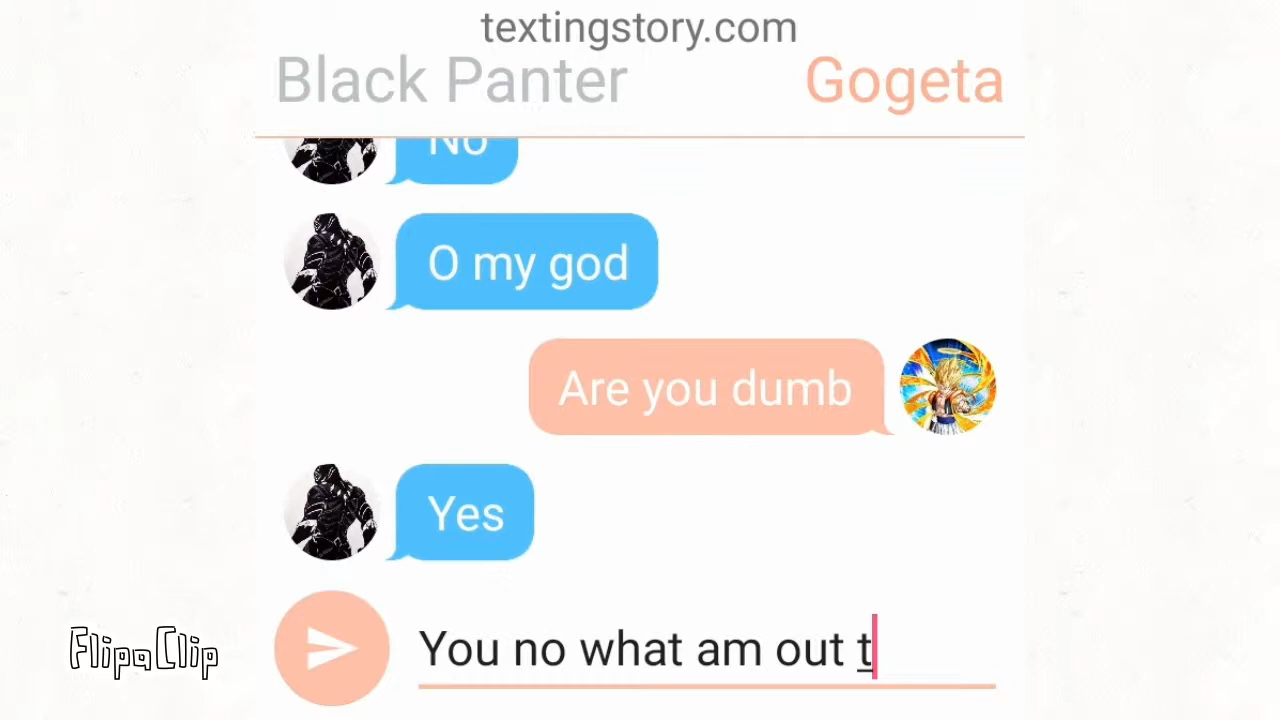 textingstory.com
Black Panter
Gogeta
No
O my god
Are you dumb
Yes
You no what am out t
FlipaClip